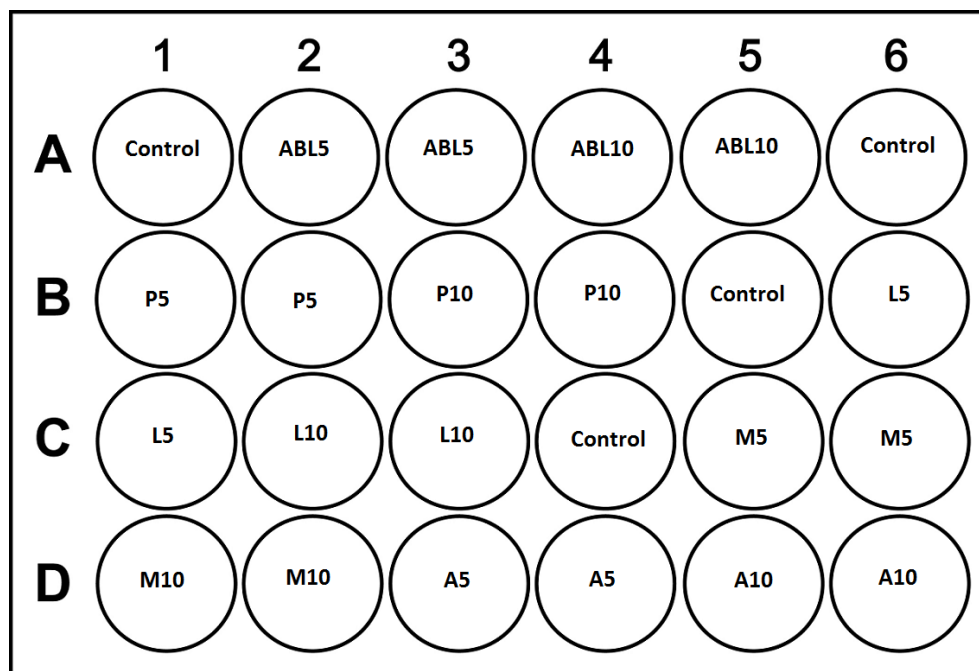 1 2 3 4 5 6
A Control ABL5 ABL5 ABL10 ABL10 Control
B P5 P5 P10 P10 Control L5
C L5 L10 L10 Control M5 M5
D M10 M10 A5 A5 A10 A10